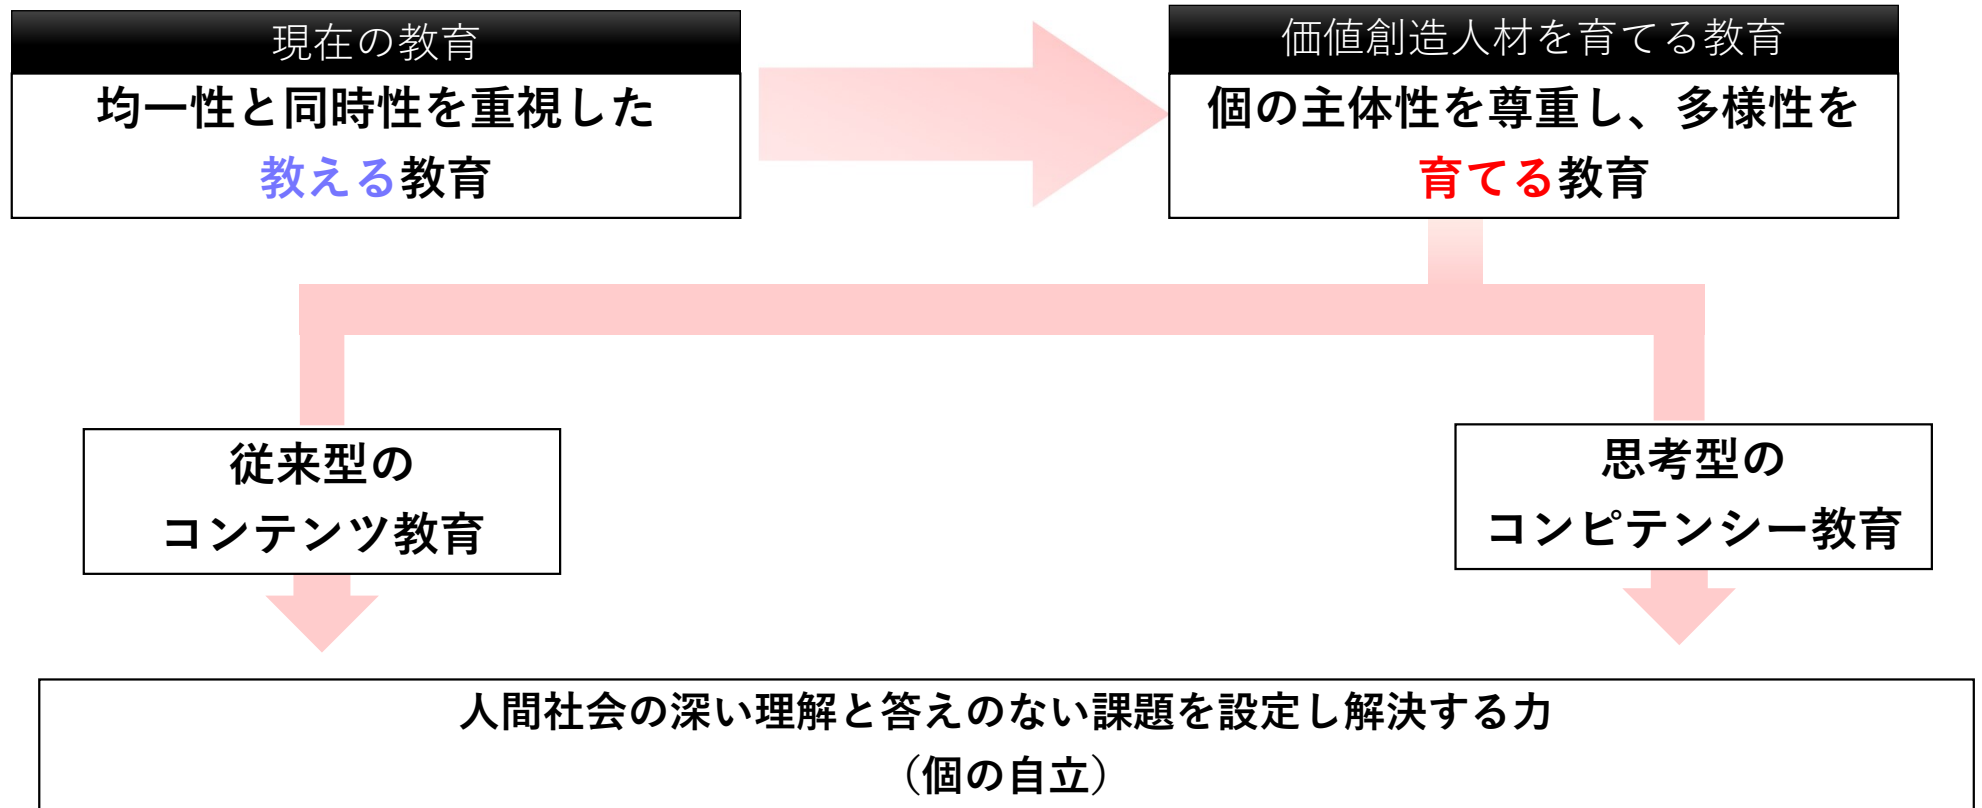 現在の教育
均一性と同時性を重視した
教える教育
価値創造人材を育てる教育
個の主体性を尊重し、多様性を
育てる教育
従来型の
コンテンツ教育
思考型の
コンピテンシー教育
人間社会の深い理解と答えのない課題を設定し解決する力
（個の自立）